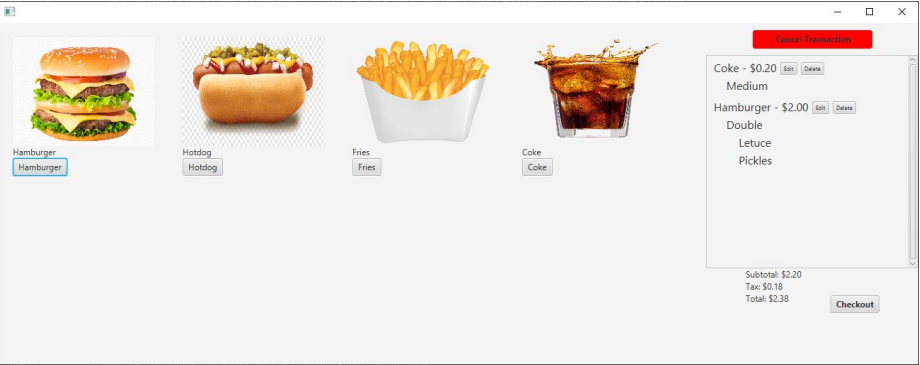 Cancel Transaction
Hamburger
Hamburger
Hotdog
Hotdog
Fries
Fries
Coke
Coke
Coke - $0.20 Edit Delete
Medium
Hamburger - $2.00 Edit Delete
Double
Letuce
Pickles
Subtotal: $2.20
Tax: $0.18
Total: $2.38
Checkout